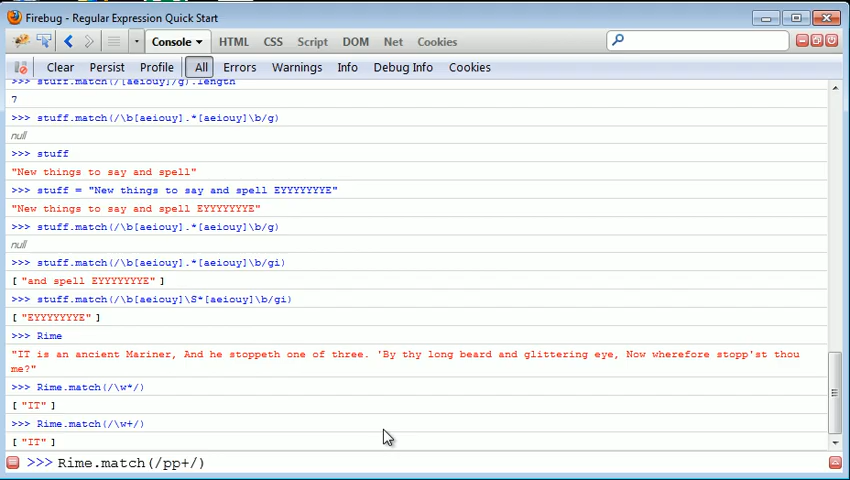 Firebug - Regular Expression Quick Start
Console HTML CSS Script DOM Net Cookies
Clear Persist Profile All Errors Warnings Info Debug Info Cookies
>>> stuff.match(/[aeiouy]/g).length
7
>>> stuff.match(/\b[aeiouy].*[aeiouy]\b/g)
null
>>> stuff
"New things to say and spell"
>>> stuff = "New things to say and spell EYYYYYYYE"
"New things to say and spell EYYYYYYYE"
>>> stuff.match(/\b[aeiouy].*[aeiouy]\b/g)
null
>>> stuff.match(/\b[aeiouy].*[aeiouy]\b/gi)
[ "and spell EYYYYYYYE" ]
>>> stuff.match(/\b[aeiouy]\S*[aeiouy]\b/gi)
[ "EYYYYYYYE" ]
>>> Rime
"IT is an ancient Mariner, And he stoppeth one of three. 'By thy long beard and glittering eye, Now wherefore stopp'st thou
me?"
>>> Rime.match(/\w*/)
[ "IT" ]
>>> Rime.match(/\w+/)
[ "IT" ]
>>> Rime.match(/pp+/)